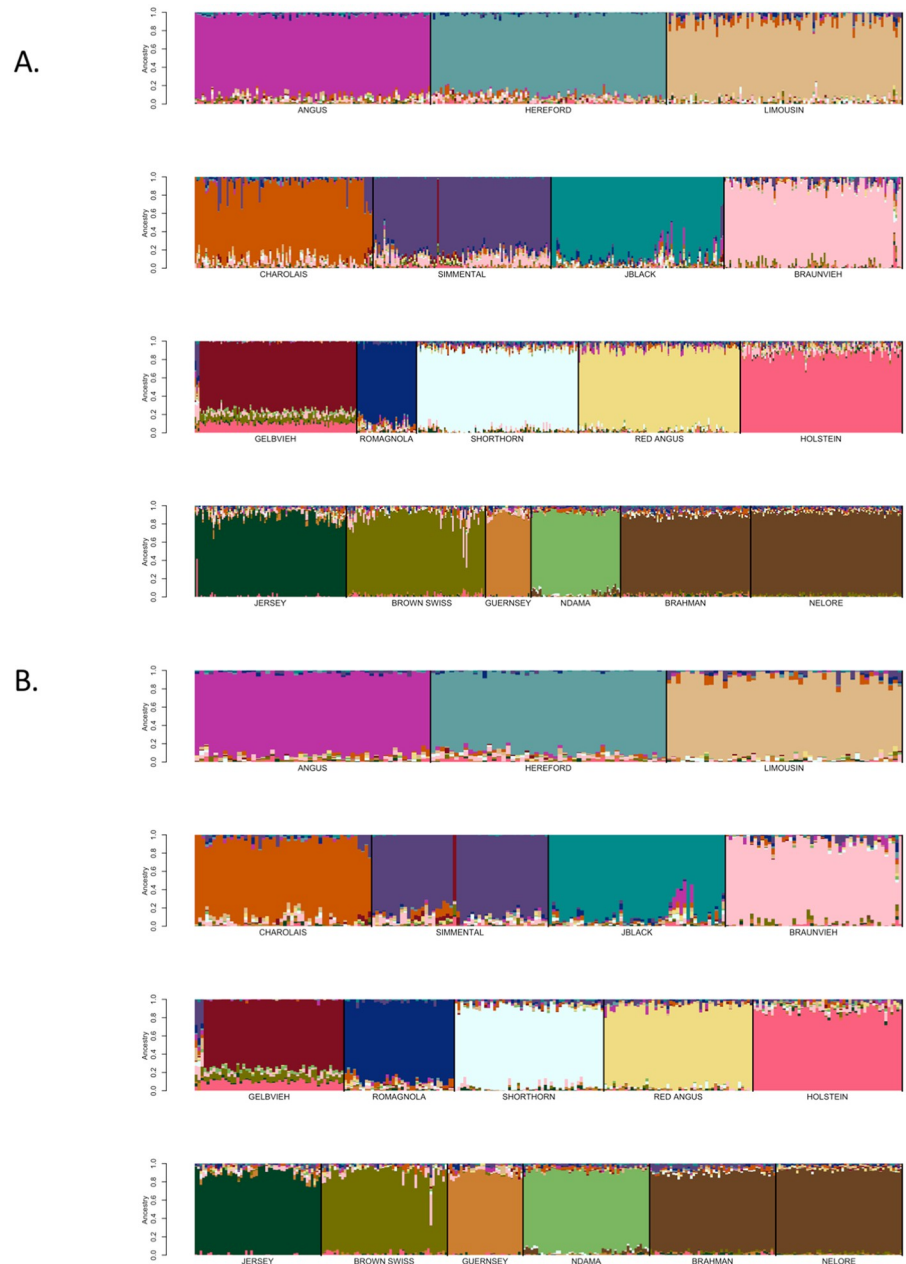 A.
Ancestry
0.0 0.2 0.4 0.6 0.8 1.0
ANGUS HEREFORD LIMOUSIN
Ancestry
0.0 0.2 0.4 0.6 0.8 1.0
CHAROLAIS SIMMENTAL JBLACK BRAUNVIEH
Ancestry
0.0 0.2 0.4 0.6 0.8 1.0
GELBVIEH ROMAGNOLA SHORTHORN RED ANGUS HOLSTEIN
Ancestry
0.0 0.2 0.4 0.6 0.8 1.0
JERSEY BROWN SWISS GUERNSEY NDAMA BRAHMAN NELORE
B.
Ancestry
0.0 0.2 0.4 0.6 0.8 1.0
ANGUS HEREFORD LIMOUSIN
Ancestry
0.0 0.2 0.4 0.6 0.8 1.0
CHAROLAIS SIMMENTAL JBLACK BRAUNVIEH
Ancestry
0.0 0.2 0.4 0.6 0.8 1.0
GELBVIEH ROMAGNOLA SHORTHORN RED ANGUS HOLSTEIN
Ancestry
0.0 0.2 0.4 0.6 0.8 1.0
JERSEY BROWN SWISS GUERNSEY NDAMA BRAHMAN NELORE